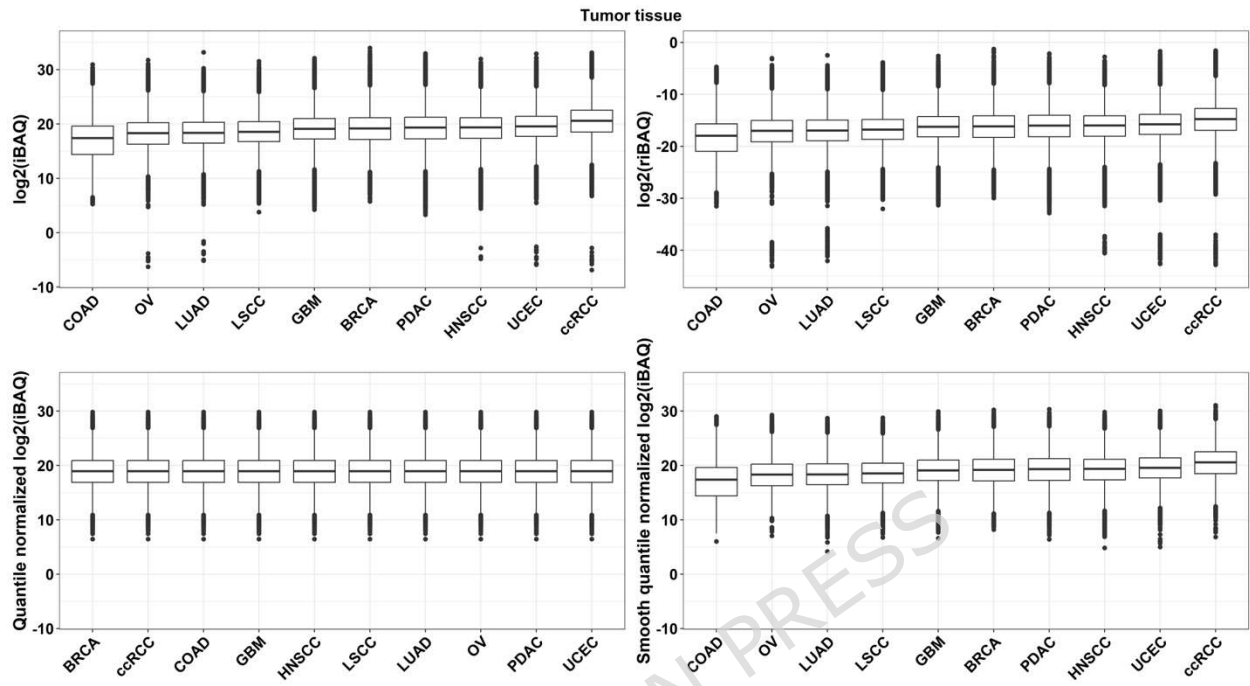 Tumor tissue
log2(iBAQ)
30
20
10
0
-10
COAD OV LUAD LSCC GBM BRCA PDAC HNSCC UCEC ccRCC
log2(riBAQ)
0
-10
-20
-30
-40
COAD OV LUAD LSCC GBM BRCA PDAC HNSCC UCEC ccRCC
Quantile normalized log2(iBAQ)
30
20
10
0
-10
BRCA ccRCC COAD GBM HNSCC LSCC LUAD OV PDAC UCEC
Smooth quantile normalized log2(iBAQ)
30
20
10
0
-10
COAD OV LUAD LSCC GBM BRCA PDAC HNSCC UCEC ccRCC
PRESS